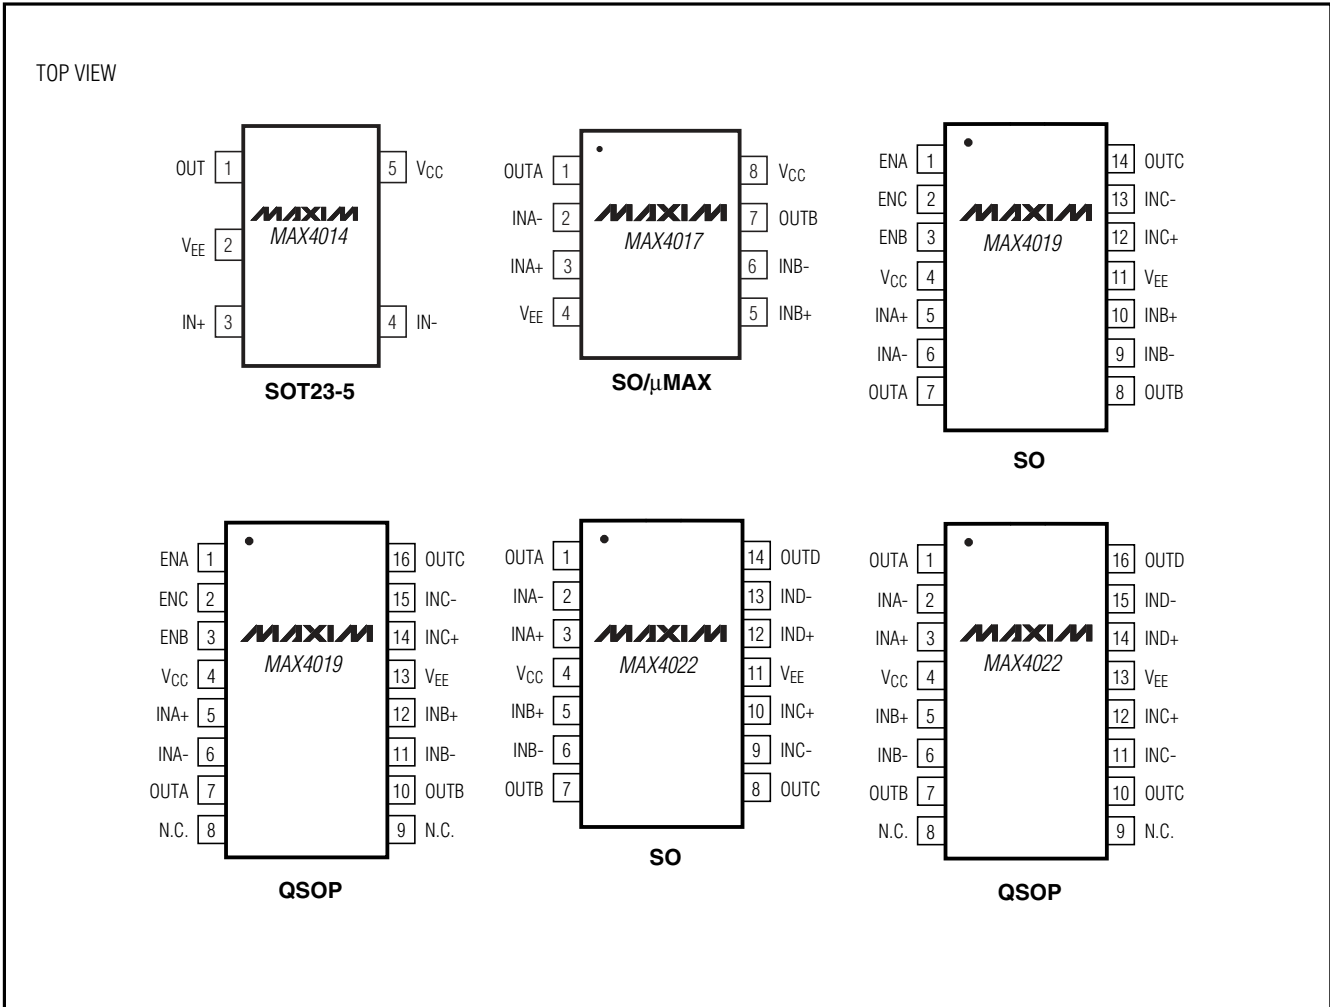 TOP VIEW
OUT 1
5 VCC
VEE 2
IN+ 3
4 IN-
MAXIM
MAX4014
SOT23-5
OUTA 1
8 VCC
INA- 2
7 OUTB
INA+ 3
6 INB-
VEE 4
5 INB+
MAXIM
MAX4017
SO/μMAX
ENA 1
14 OUTC
ENC 2
13 INC-
ENB 3
12 INC+
VCC 4
11 VEE
INA+ 5
10 INB+
INA- 6
9 INB-
OUTA 7
8 OUTB
MAXIM
MAX4019
SO
ENA 1
16 OUTC
ENC 2
15 INC-
ENB 3
14 INC+
VCC 4
13 VEE
INA+ 5
12 INB+
INA- 6
11 INB-
OUTA 7
10 OUTB
N.C. 8
9 N.C.
MAXIM
MAX4019
QSOP
OUTA 1
14 OUTD
INA- 2
13 IND-
INA+ 3
12 IND+
VCC 4
11 VEE
INB+ 5
10 INC+
INB- 6
9 INC-
OUTB 7
8 OUTC
MAXIM
MAX4022
SO
OUTA 1
16 OUTD
INA- 2
15 IND-
INA+ 3
14 IND+
VCC 4
13 VEE
INB+ 5
12 INC+
INB- 6
11 INC-
OUTB 7
10 OUTC
N.C. 8
9 N.C.
MAXIM
MAX4022
QSOP